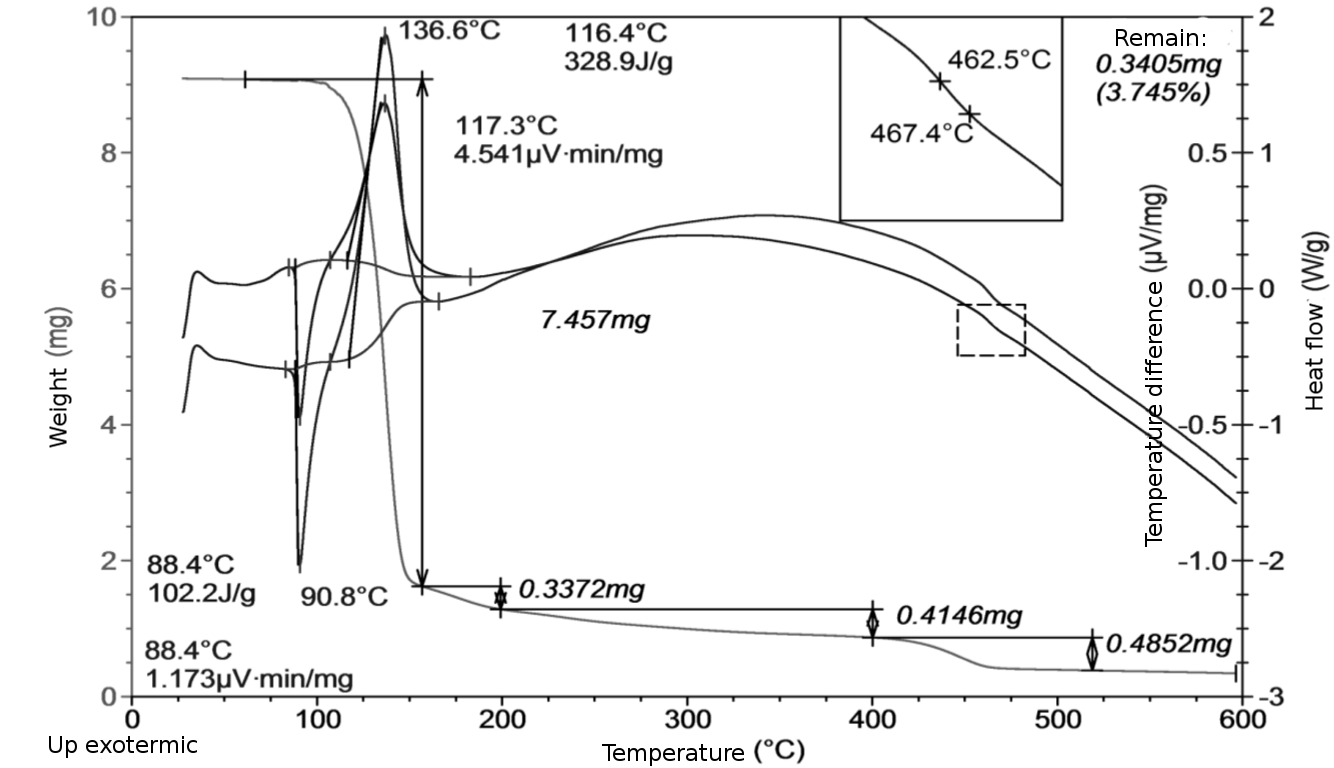 10
8
6
4
2
0
Weight (mg)
136.6°C
116.4°C
328.9J/g
117.3°C
4.541µV·min/mg
462.5°C
467.4°C
Remain:
0.3405mg
(3.745%)
7.457mg
88.4°C
102.2J/g
90.8°C
88.4°C
1.173µV·min/mg
0.3372mg
0.4146mg
0.4852mg
0.5
0.0
-0.5
-1.0
Temperature difference (µV/mg)
2
1
0
-1
-2
-3
Heat flow (W/g)
0 100 200 300 400 500 600
Up exotermic
Temperature (°C)